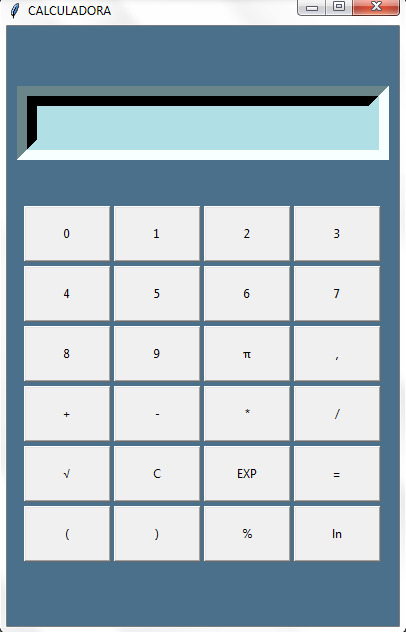 CALCULADORA
0 1 2 3
4 5 6 7
8 9 π ,
+ - * /
√ C EXP =
( ) % ln